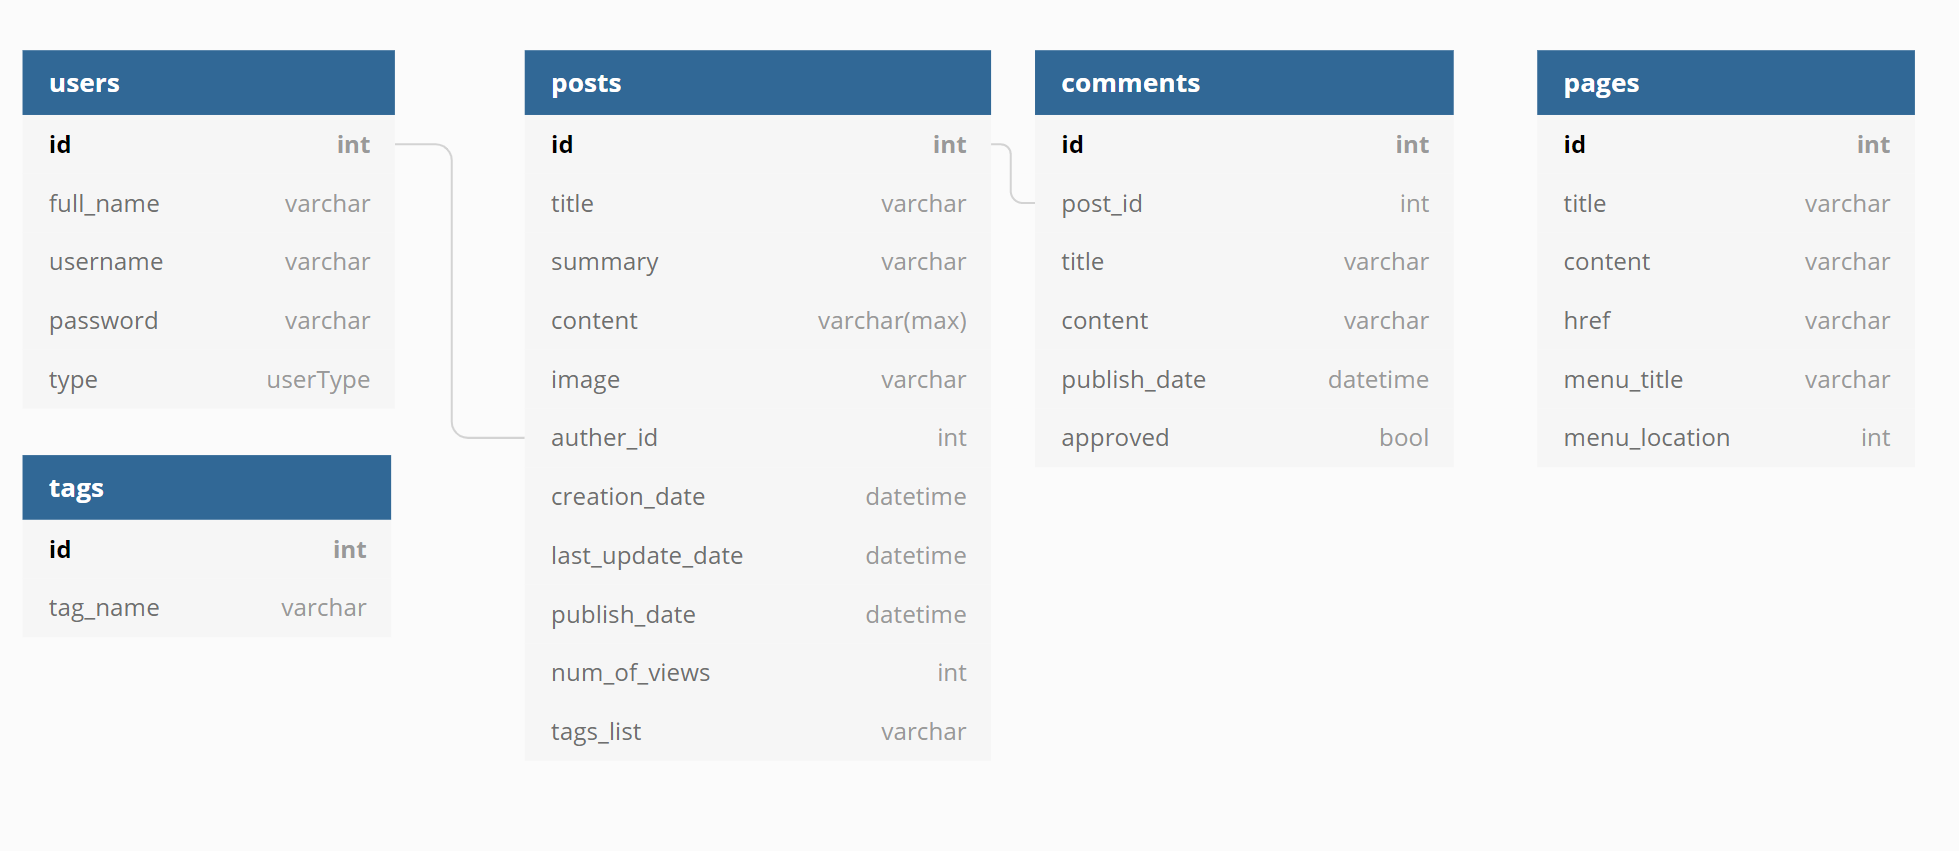 users
id int
full_name varchar
username varchar
password varchar
type userType
tags
id int
tag_name varchar
posts
id int
title varchar
summary varchar
content varchar(max)
image varchar
auther_id int
creation_date datetime
last_update_date datetime
publish_date datetime
num_of_views int
tags_list varchar
comments
id int
post_id int
title varchar
content varchar
publish_date datetime
approved bool
pages
id int
title varchar
content varchar
href varchar
menu_title varchar
menu_location int